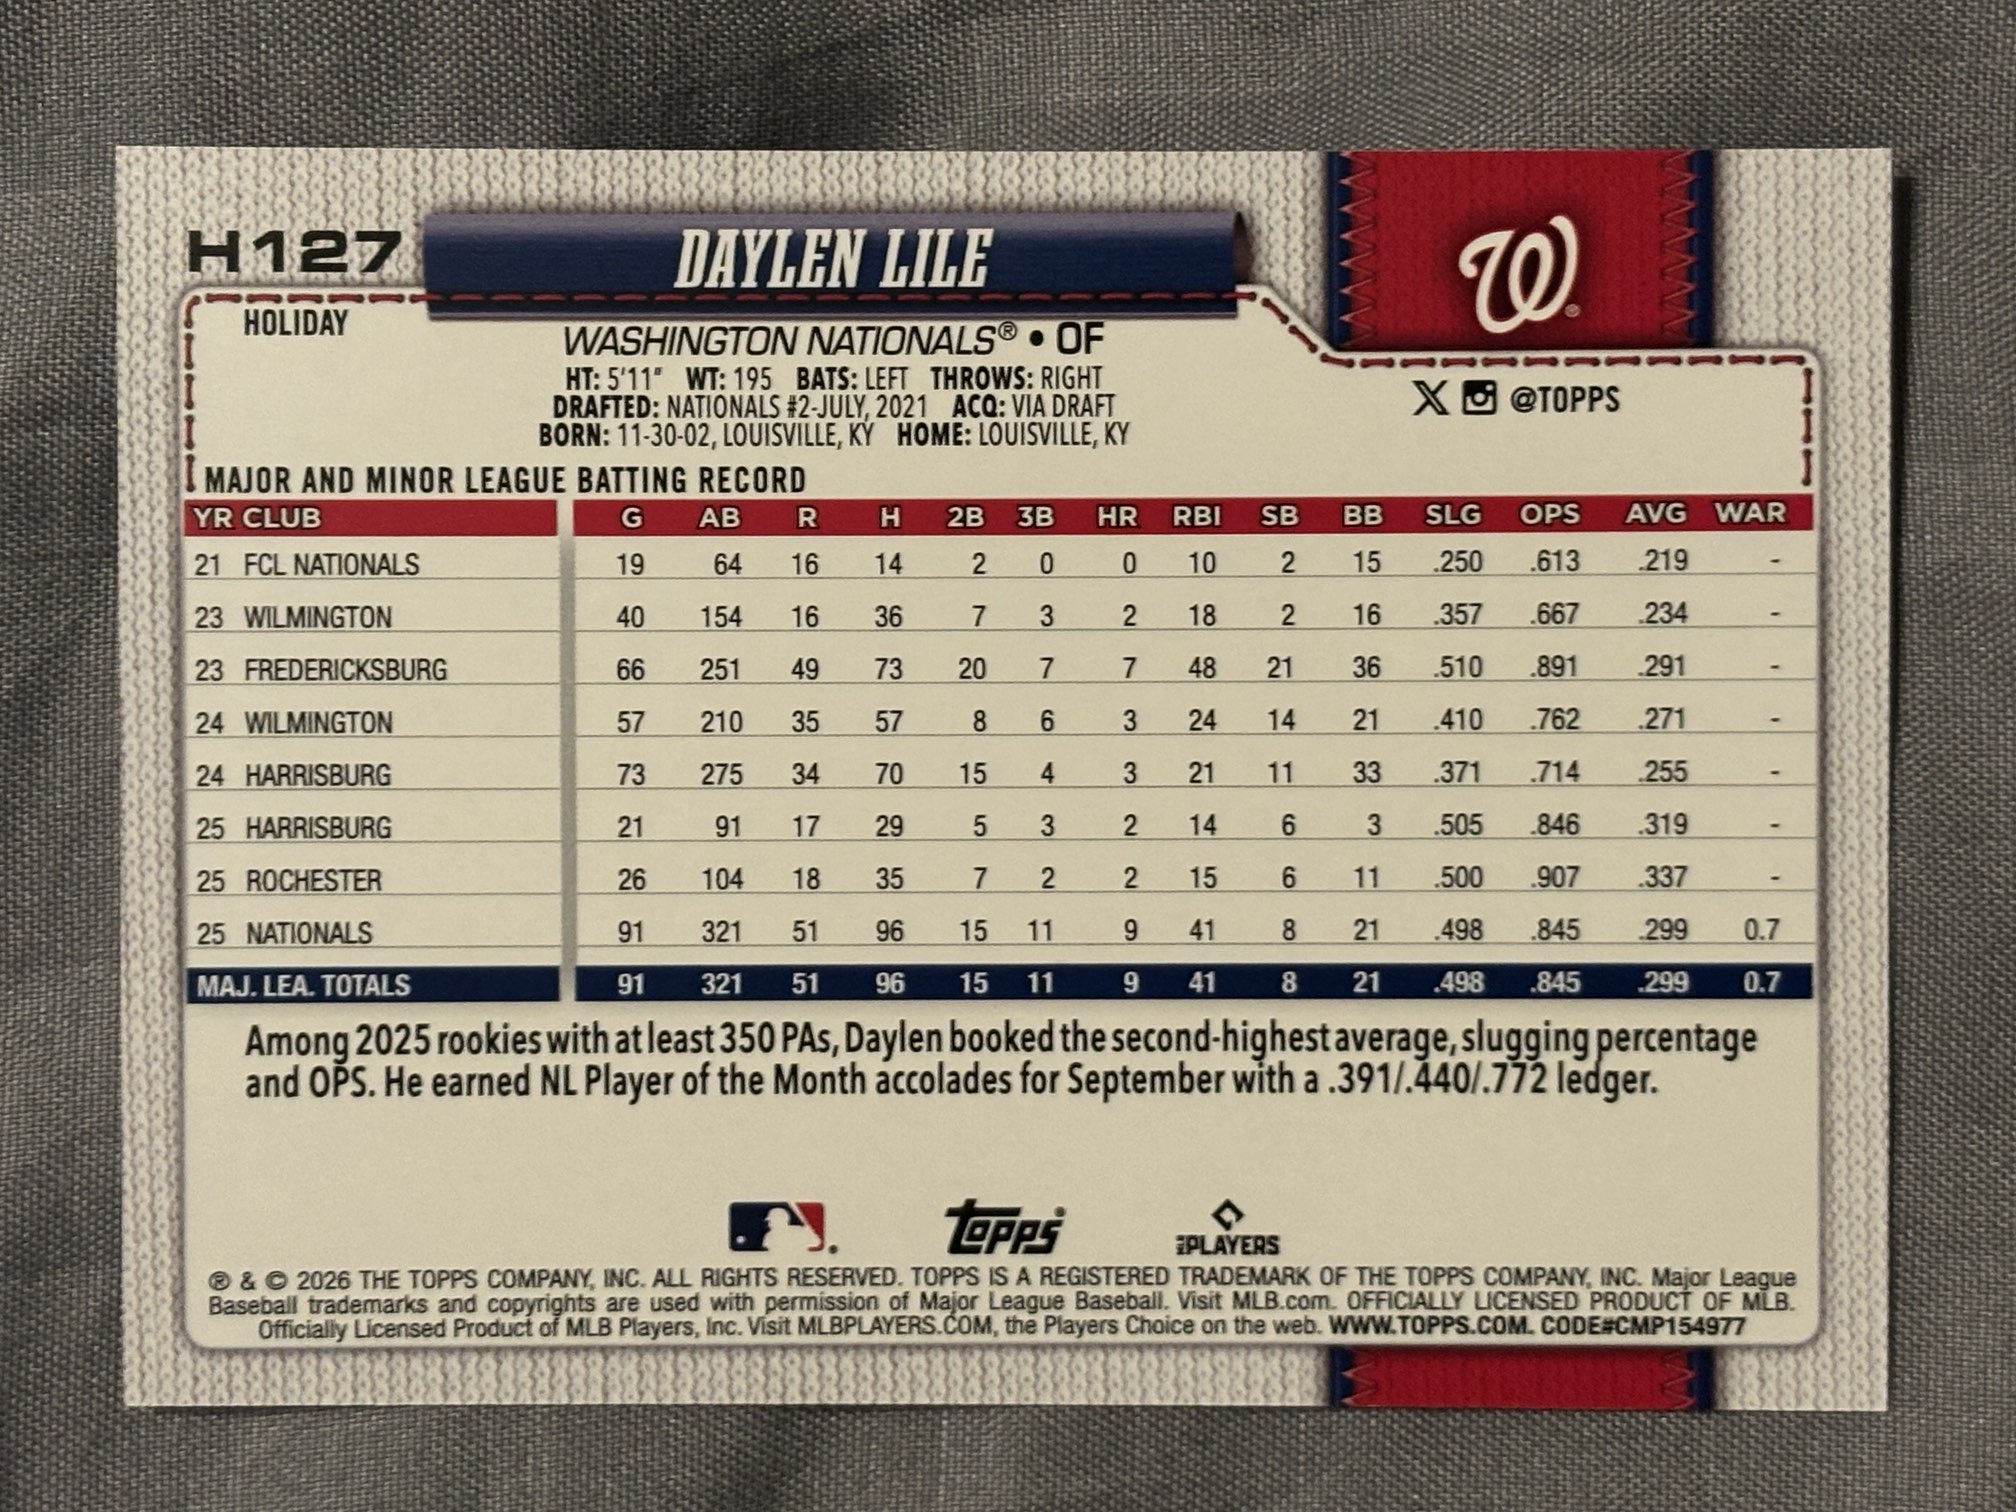 H127
DAYLEN LILE
W®
HOLIDAY
WASHINGTON NATIONALS® • OF
HT: 5'11" WT: 195 BATS: LEFT THROWS: RIGHT
DRAFTED: NATIONALS #2-JULY, 2021 ACQ: VIA DRAFT
BORN: 11-30-02, LOUISVILLE, KY HOME: LOUISVILLE, KY
X @TOPPS
MAJOR AND MINOR LEAGUE BATTING RECORD
YR CLUB G AB R H 2B 3B HR RBI SB BB SLG OPS AVG WAR
21 FCL NATIONALS 19 64 16 14 2 0 0 10 2 15 .250 .613 .219 -
23 WILMINGTON 40 154 16 36 7 3 2 18 2 16 .357 .667 .234 -
23 FREDERICKSBURG 66 251 49 73 20 7 7 48 21 36 .510 .891 .291 -
24 WILMINGTON 57 210 35 57 8 6 3 24 14 21 .410 .762 .271 -
24 HARRISBURG 73 275 34 70 15 4 3 21 11 33 .371 .714 .255 -
25 HARRISBURG 21 91 17 29 5 3 2 14 6 3 .505 .846 .319 -
25 ROCHESTER 26 104 18 35 7 2 2 15 6 11 .500 .907 .337 -
25 NATIONALS 91 321 51 96 15 11 9 41 8 21 .498 .845 .299 0.7
MAJ. LEA. TOTALS 91 321 51 96 15 11 9 41 8 21 .498 .845 .299 0.7
Among 2025 rookies with at least 350 PAs, Daylen booked the second-highest average, slugging percentage
and OPS. He earned NL Player of the Month accolades for September with a .391/.440/.772 ledger.
topps
MLB PLAYERS
® & © 2026 THE TOPPS COMPANY, INC. ALL RIGHTS RESERVED. TOPPS IS A REGISTERED TRADEMARK OF THE TOPPS COMPANY, INC. Major League
Baseball trademarks and copyrights are used with permission of Major League Baseball. Visit MLB.com. OFFICIALLY LICENSED PRODUCT OF MLB.
Officially Licensed Product of MLB Players, Inc. Visit MLBPLAYERS.COM, the Players Choice on the web. WWW.TOPPS.COM. CODE#CMP154977